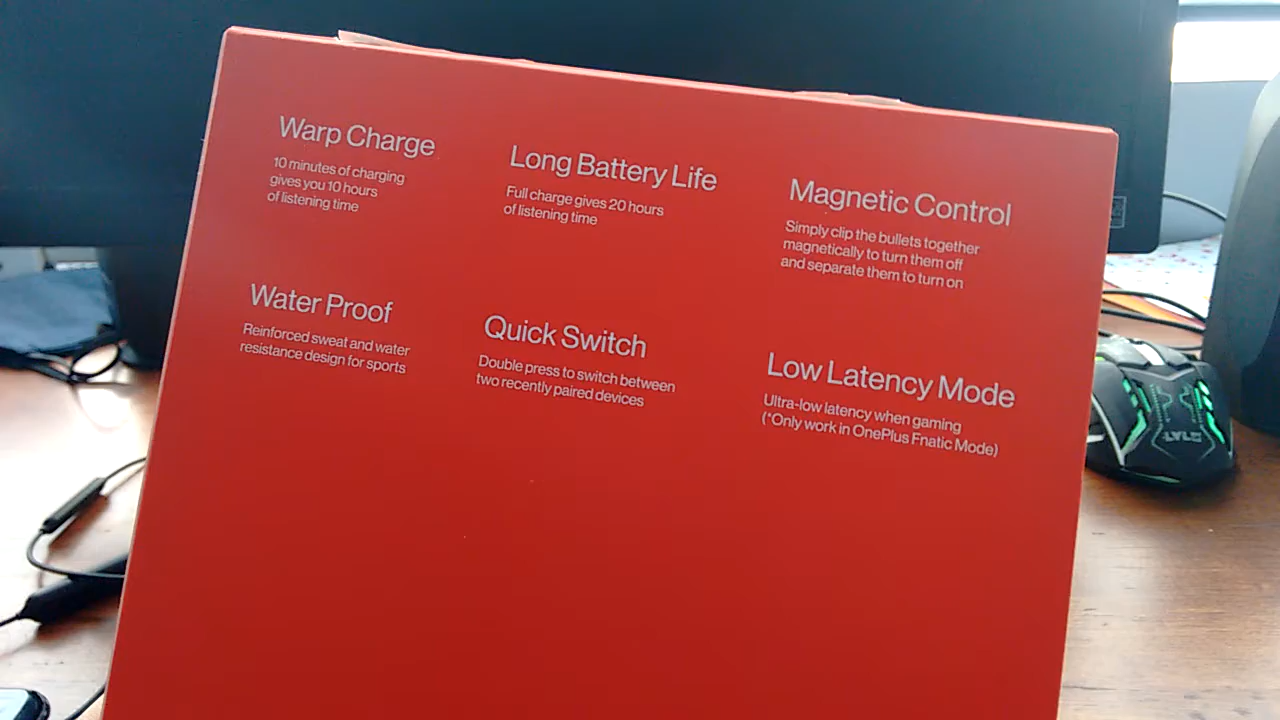 Warp Charge
10 minutes of charging
gives you 10 hours
of listening time
Long Battery Life
Full charge gives 20 hours
of listening time
Magnetic Control
Simply clip the bullets together
magnetically to turn them off
and separate them to turn on
Water Proof
Reinforced sweat and water
resistance design for sports
Quick Switch
Double press to switch between
two recently paired devices
Low Latency Mode
Ultra-low latency when gaming
(*Only work in OnePlus Fnatic Mode)